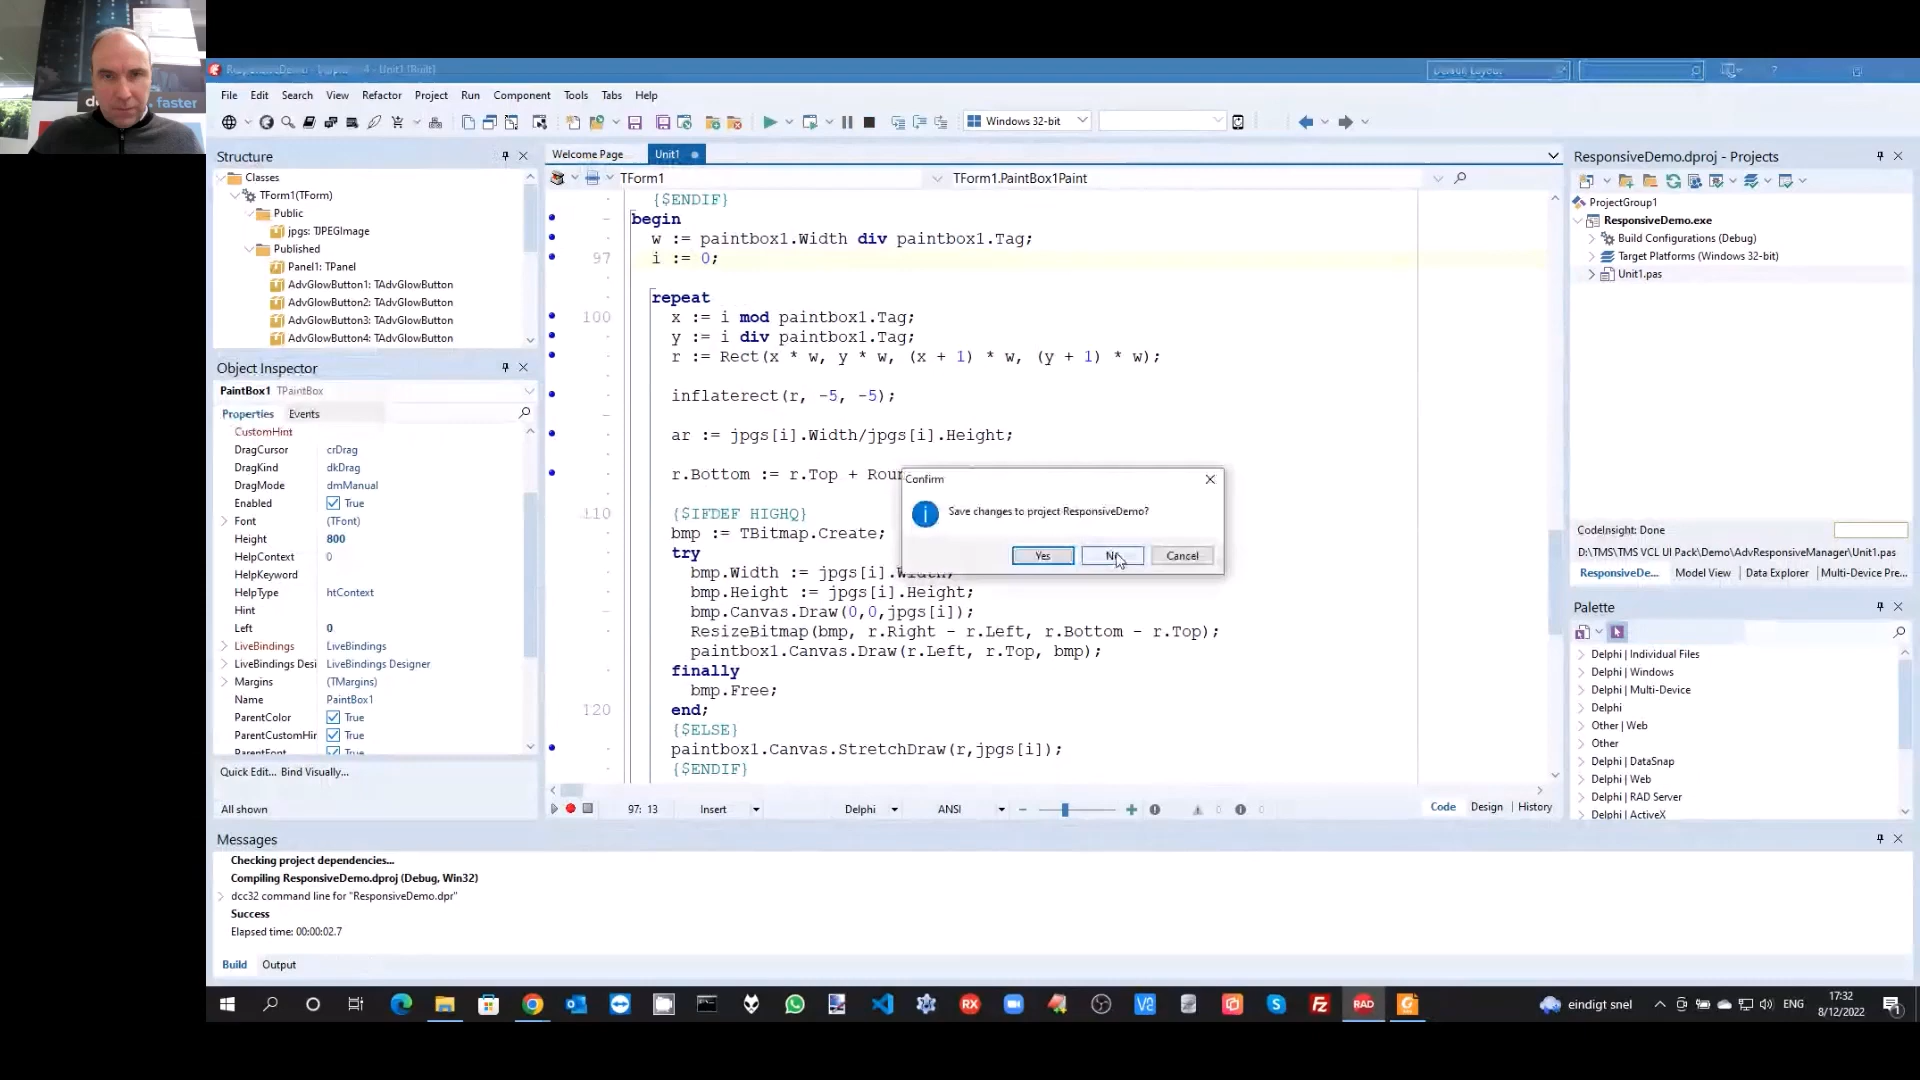 faster
File Edit Search View Refactor Project Run Component Tools Tabs Help
Windows 32-bit
Structure
Classes
TForm1(TForm)
Public
jpgs: TJPEGImage
Published
Panel1: TPanel
AdvGlowButton1: TAdvGlowButton
AdvGlowButton2: TAdvGlowButton
AdvGlowButton3: TAdvGlowButton
AdvGlowButton4: TAdvGlowButton
Object Inspector
PaintBox1 TPaintBox
Properties Events
CustomHint
DragCursor crDrag
DragKind dkDrag
DragMode dmManual
Enabled True
Font (TFont)
Height 800
HelpContext 0
HelpKeyword
HelpType htContext
Hint
Left 0
LiveBindings LiveBindings
LiveBindings Desi LiveBindings Designer
Margins (TMargins)
Name PaintBox1
ParentColor True
ParentCustomHir True
ParentFont True
Quick Edit... Bind Visually...
All shown
Welcome Page Unit1
TForm1 TForm1.PaintBox1Paint
{$ENDIF}
begin
w := paintbox1.Width div paintbox1.Tag;
97 i := 0;
repeat
100 x := i mod paintbox1.Tag;
y := i div paintbox1.Tag;
r := Rect(x * w, y * w, (x + 1) * w, (y + 1) * w);
inflaterect(r, -5, -5);
ar := jpgs[i].Width/jpgs[i].Height;
r.Bottom := r.Top + Rou
110 {$IFDEF HIGHQ}
bmp := TBitmap.Create;
try
bmp.Width := jpgs[i].Width;
bmp.Height := jpgs[i].Height;
bmp.Canvas.Draw(0,0,jpgs[i]);
ResizeBitmap(bmp, r.Right - r.Left, r.Bottom - r.Top);
paintbox1.Canvas.Draw(r.Left, r.Top, bmp);
finally
bmp.Free;
120 end;
{$ELSE}
paintbox1.Canvas.StretchDraw(r,jpgs[i]);
{$ENDIF}
97: 13 Insert Delphi ANSI 0 0 Code Design History
Confirm
Save changes to project ResponsiveDemo?
Yes No Cancel
ResponsiveDemo.dproj - Projects
ProjectGroup1
ResponsiveDemo.exe
Build Configurations (Debug)
Target Platforms (Windows 32-bit)
Unit1.pas
CodeInsight: Done
D:\TMS\TMS VCL UI Pack\Demo\AdvResponsiveManager\Unit1.pas
ResponsiveDe... Model View Data Explorer Multi-Device Pre...
Palette
Delphi | Individual Files
Delphi | Windows
Delphi | Multi-Device
Delphi
Other | Web
Other
Delphi | DataSnap
Delphi | Web
Delphi | RAD Server
Delphi | ActiveX
Messages
Checking project dependencies...
Compiling ResponsiveDemo.dproj (Debug, Win32)
dcc32 command line for "ResponsiveDemo.dpr"
Success
Elapsed time: 00:00:02.7
Build Output
RX RAD eindigt snel ENG 17:32
8/12/2022